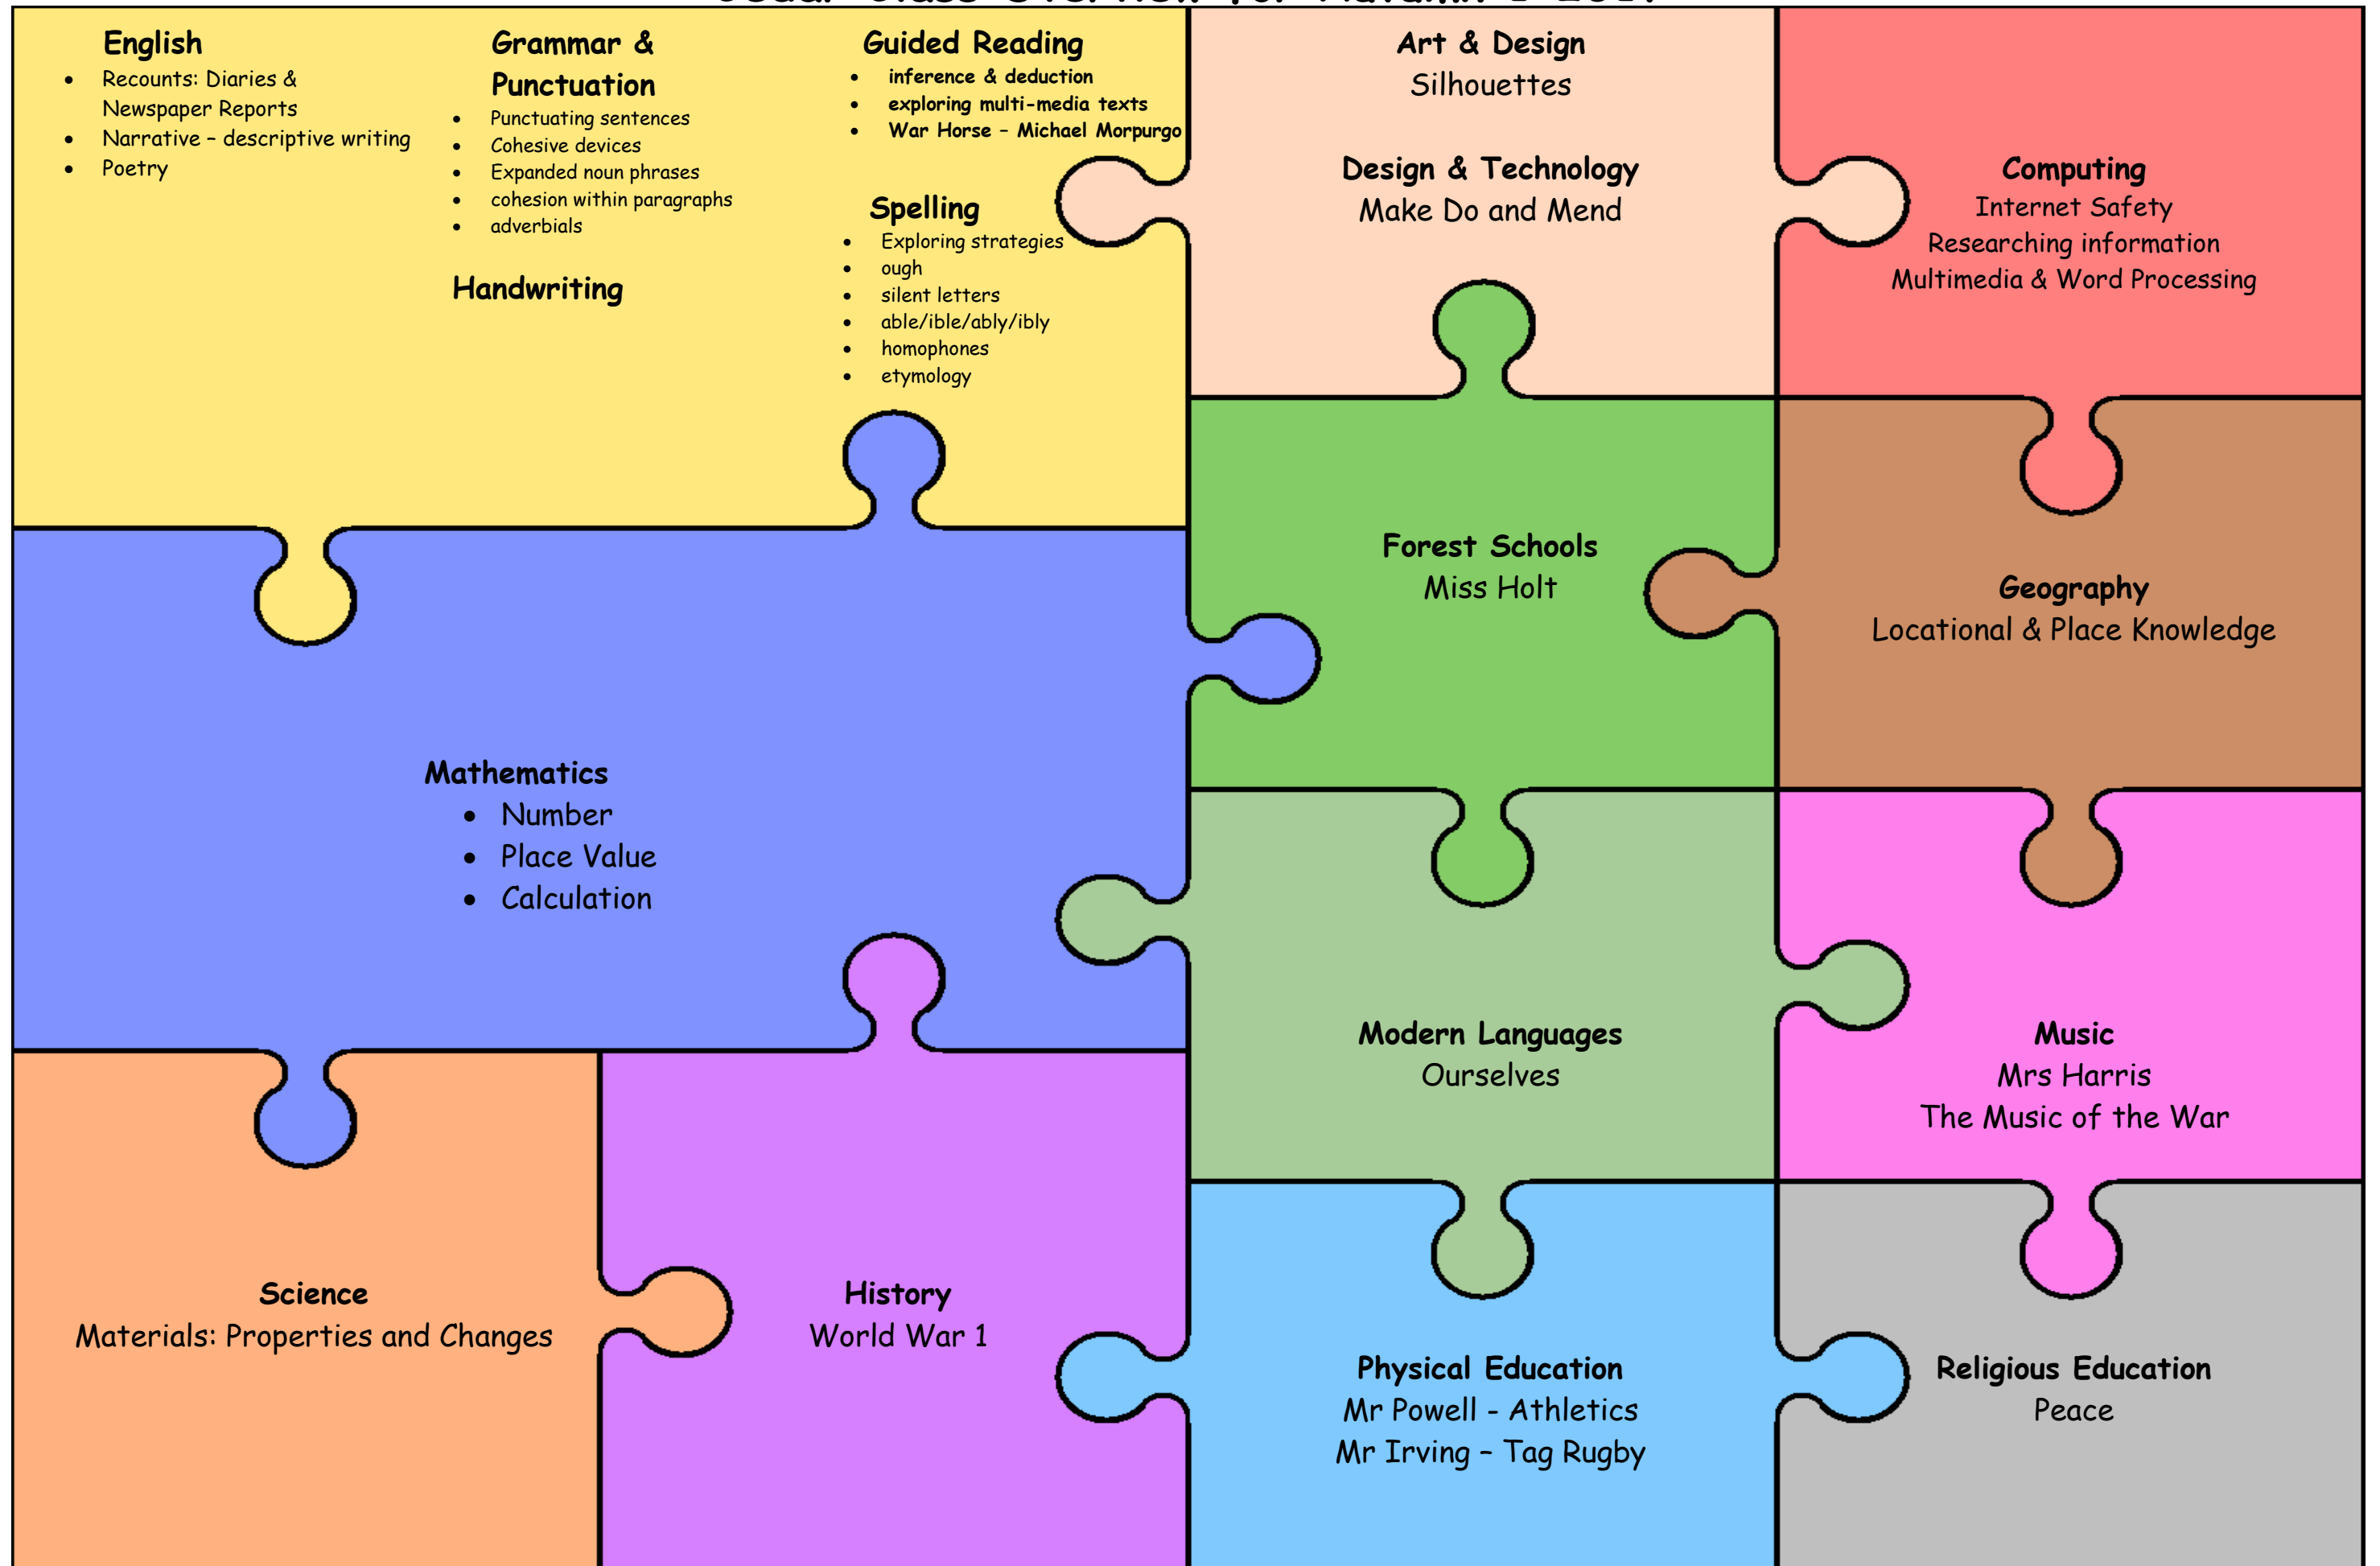 English
Recounts: Diaries &
Newspaper Reports
Narrative – descriptive writing
Poetry
Grammar &
Punctuation
Punctuating sentences
Cohesive devices
Expanded noun phrases
cohesion within paragraphs
adverbials
Handwriting
Guided Reading
inference & deduction
exploring multi-media texts
War Horse – Michael Morpurgo
Spelling
Exploring strategies
ough
silent letters
able/ible/ably/ibly
homophones
etymology
Art & Design
Silhouettes
Design & Technology
Make Do and Mend
Computing
Internet Safety
Researching information
Multimedia & Word Processing
Forest Schools
Miss Holt
Geography
Locational & Place Knowledge
Mathematics
Number
Place Value
Calculation
Modern Languages
Ourselves
Music
Mrs Harris
The Music of the War
Science
Materials: Properties and Changes
History
World War 1
Physical Education
Mr Powell - Athletics
Mr Irving – Tag Rugby
Religious Education
Peace